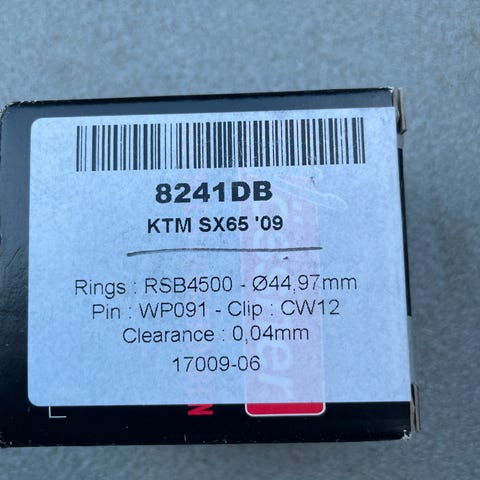 8241DB
KTM SX65 '09
Rings : RSB4500 - Ø44,97mm
Pin : WP091 - Clip : CW12
Clearance : 0,04mm
17009-06